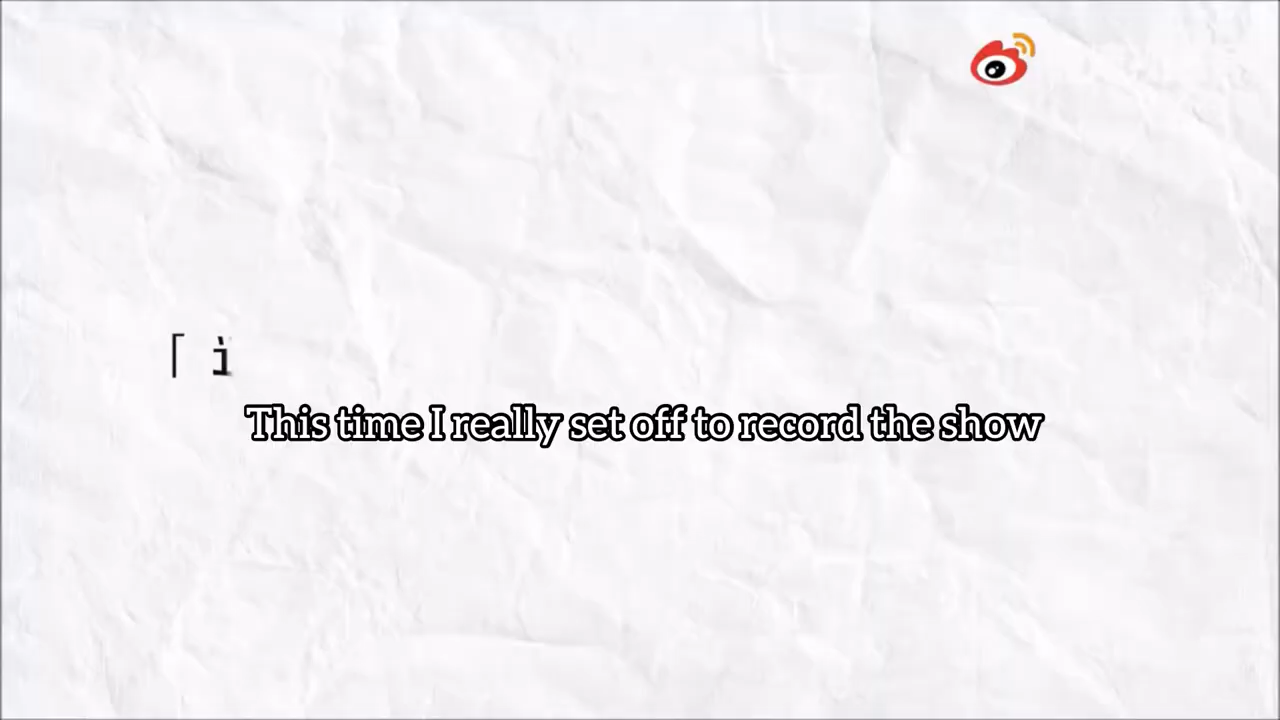 「 i
This time I really set off to record the show